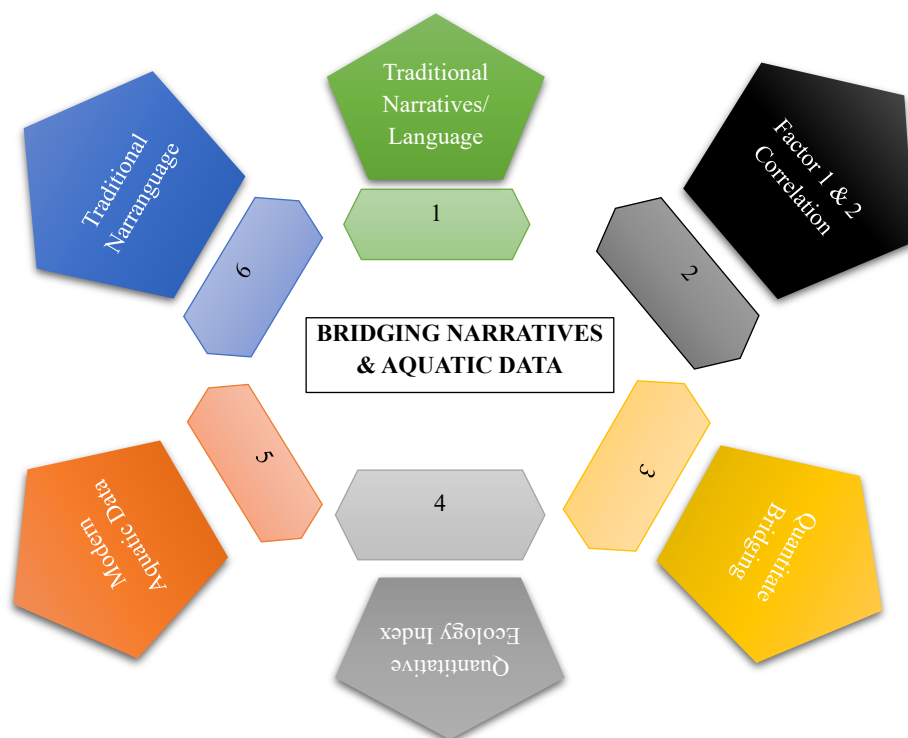 Traditional
Narratives/
Language
1
Factor 1 & 2
Correlation
2
Quantitate
Bridging
3
Quantitative
Ecology Index
4
Modern
Aquatic Data
5
Traditional
Narranguage
6
BRIDGING NARRATIVES
& AQUATIC DATA